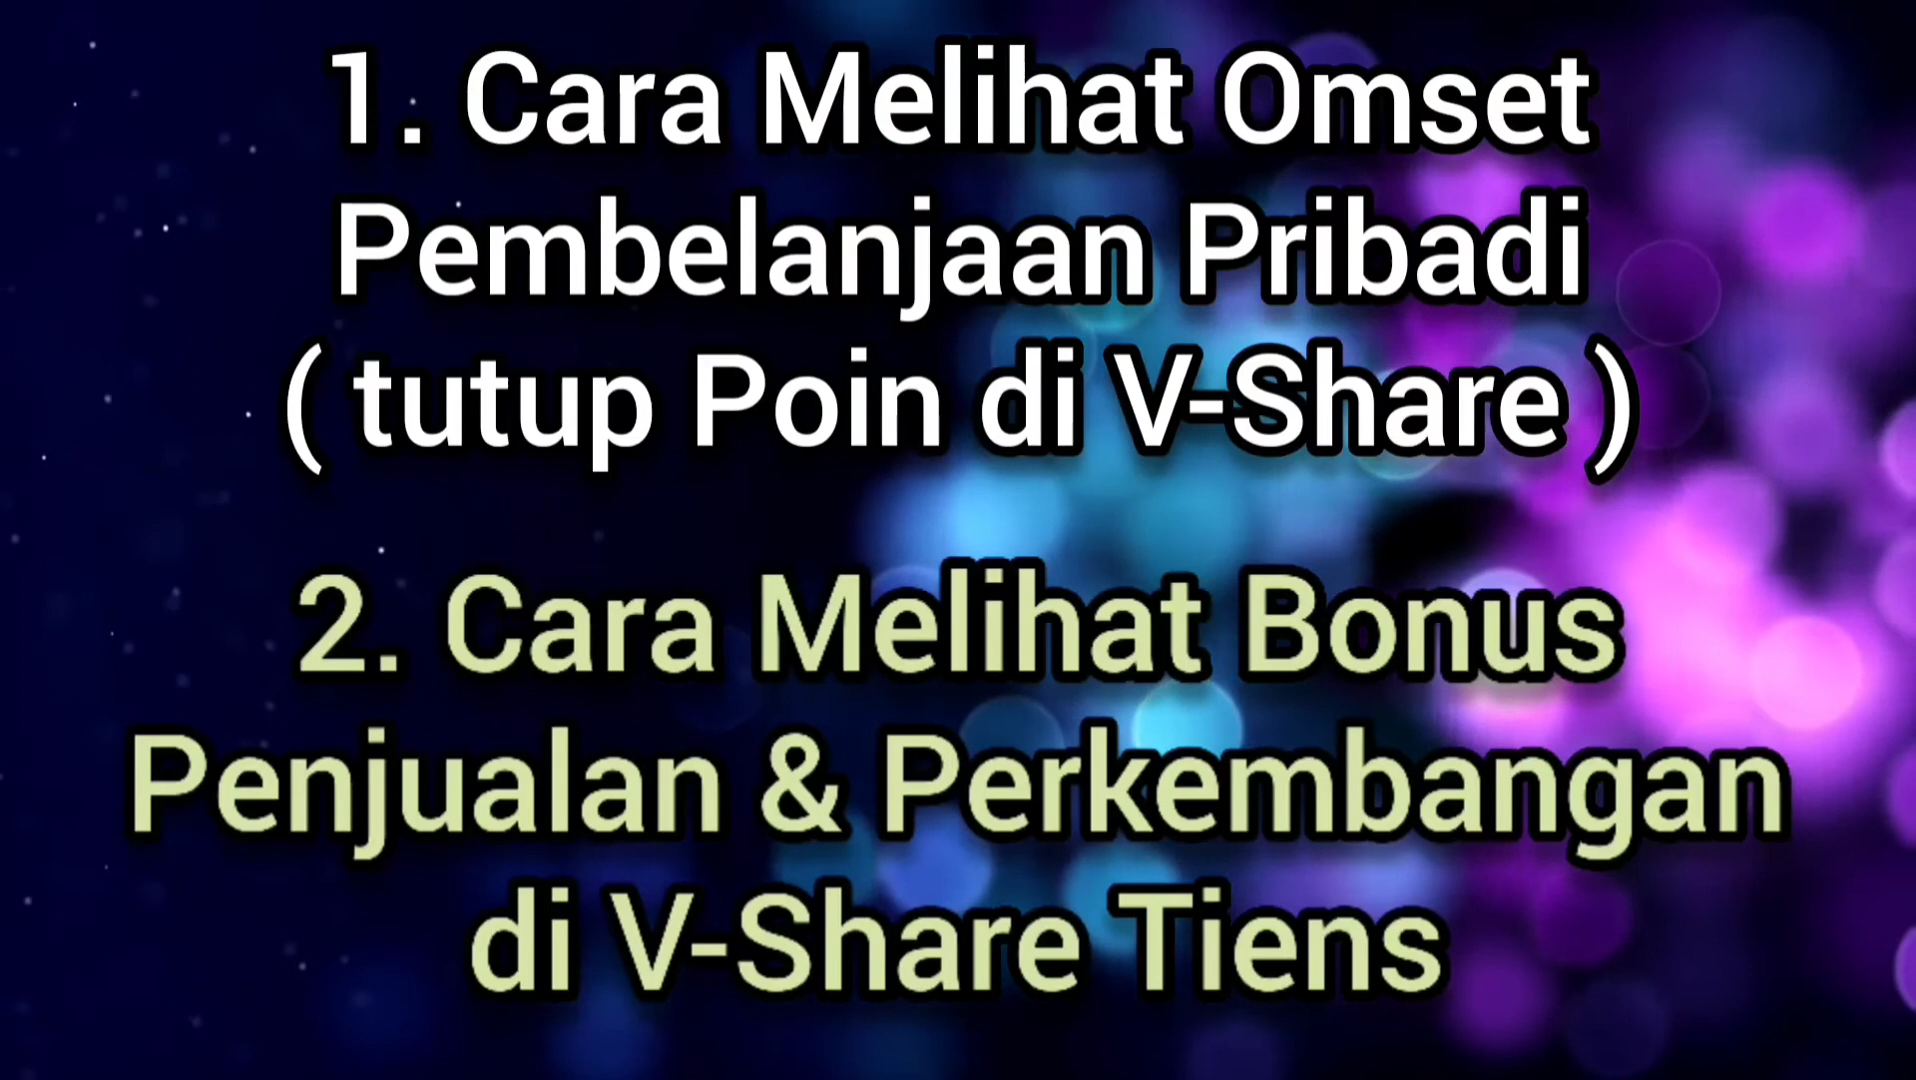 1. Cara Melihat Omset
Pembelanjaan Pribadi
( tutup Poin di V-Share )
2. Cara Melihat Bonus
Penjualan & Perkembangan
di V-Share Tiens